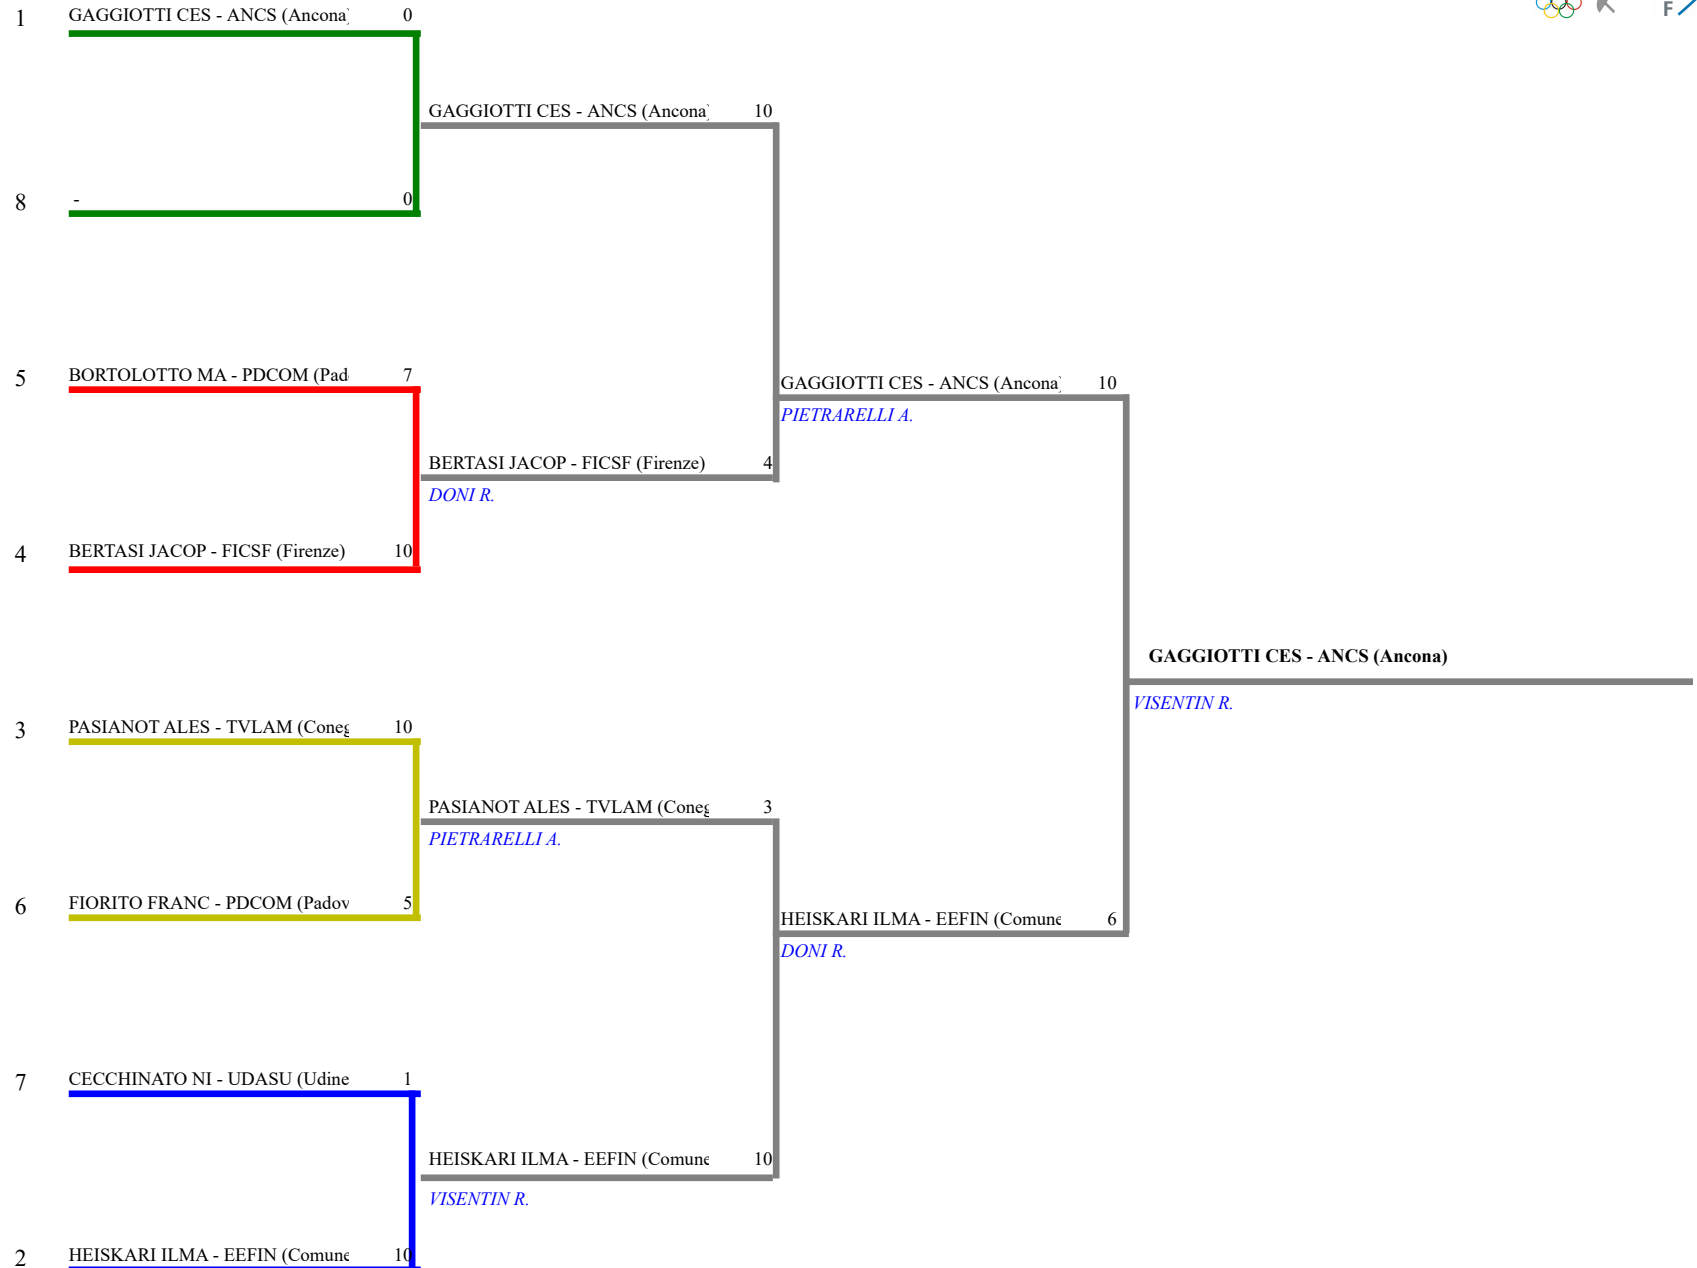 1 GAGGIOTTI CES - ANCS (Ancona) 0
F
GAGGIOTTI CES - ANCS (Ancona) 10
8 - 0
5 BORTOLOTTO MA - PDCOM (Pad 7
GAGGIOTTI CES - ANCS (Ancona) 10
PIETRARELLI A.
BERTASI JACOP - FICSF (Firenze) 4
DONI R.
4 BERTASI JACOP - FICSF (Firenze) 10
GAGGIOTTI CES - ANCS (Ancona)
VISENTIN R.
3 PASIANOT ALES - TVLAM (Coneg 10
PASIANOT ALES - TVLAM (Coneg 3
PIETRARELLI A.
6 FIORITO FRANC - PDCOM (Padov 5
HEISKARI ILMA - EEFIN (Comune 6
DONI R.
7 CECCHINATO NI - UDASU (Udine 1
HEISKARI ILMA - EEFIN (Comune 10
VISENTIN R.
2 HEISKARI ILMA - EEFIN (Comune 10